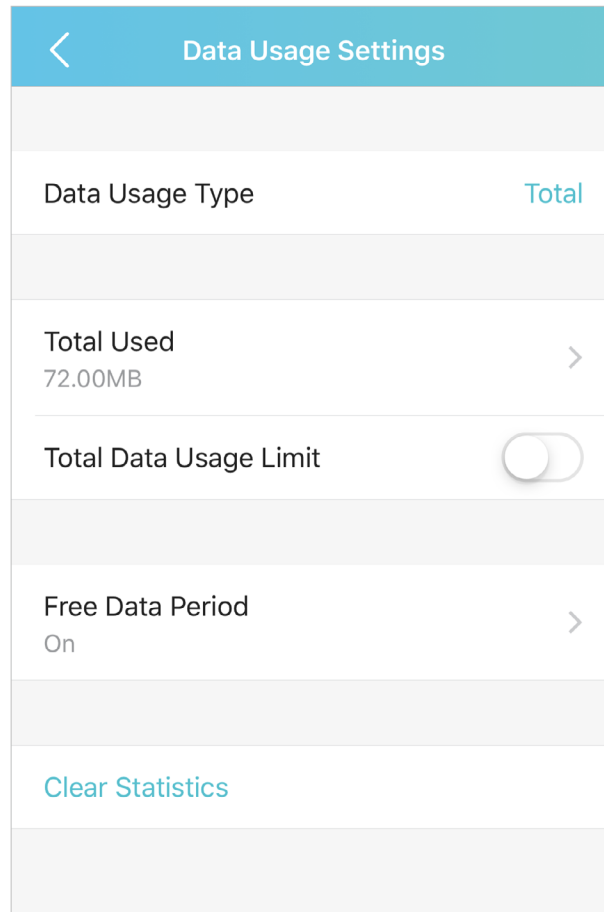 Data Usage Settings
Data Usage Type
Total
Total Used
72.00MB
Total Data Usage Limit
Free Data Period
On
Clear Statistics